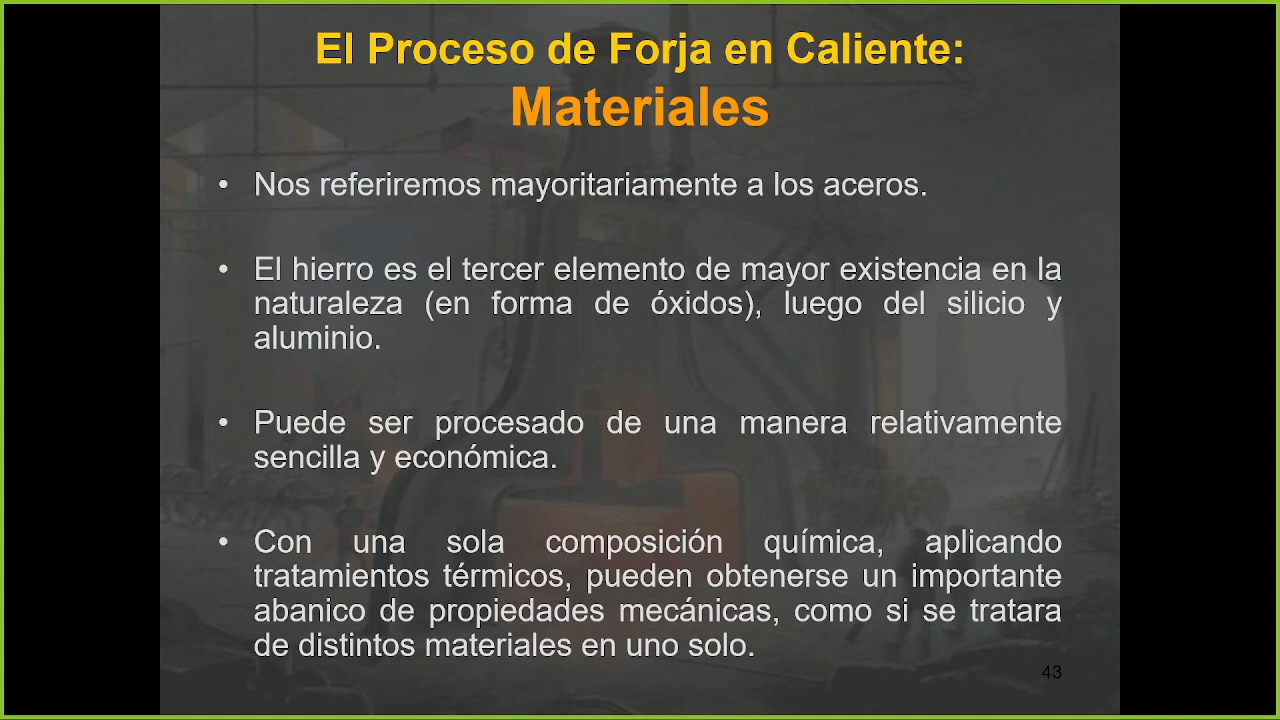 El Proceso de Forja en Caliente:
Materiales
• Nos referiremos mayoritariamente a los aceros.
• El hierro es el tercer elemento de mayor existencia en la
naturaleza (en forma de óxidos), luego del silicio y
aluminio.
• Puede ser procesado de una manera relativamente
sencilla y económica.
• Con una sola composición química, aplicando
tratamientos térmicos, pueden obtenerse un importante
abanico de propiedades mecánicas, como si se tratara
de distintos materiales en uno solo.
43